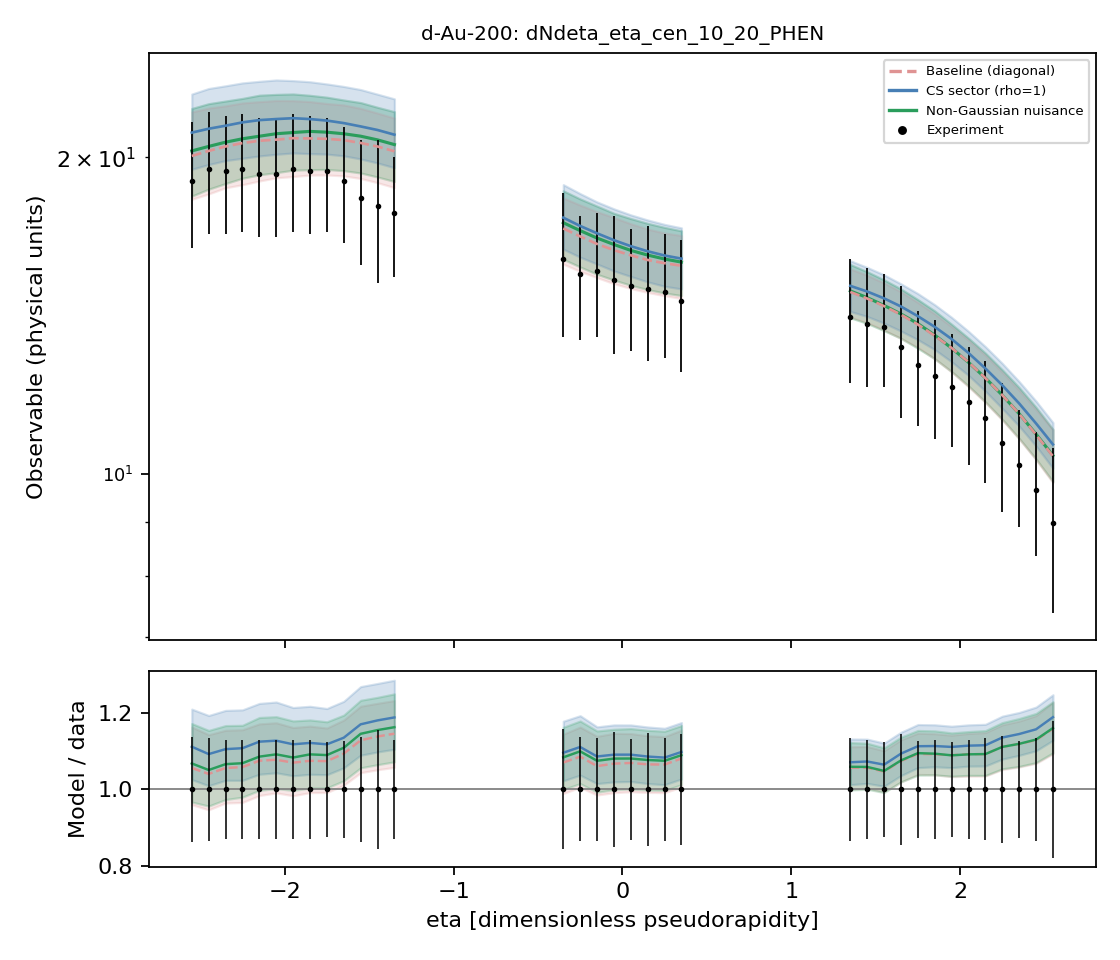 d-Au-200: dNdeta_eta_cen_10_20_PHEN
Baseline (diagonal)
CS sector (rho=1)
Non-Gaussian nuisance
Experiment
Observable (physical units)
2 × 10¹
10¹
Model / data
1.2
1.0
0.8
−2
−1
0
1
2
eta [dimensionless pseudorapidity]